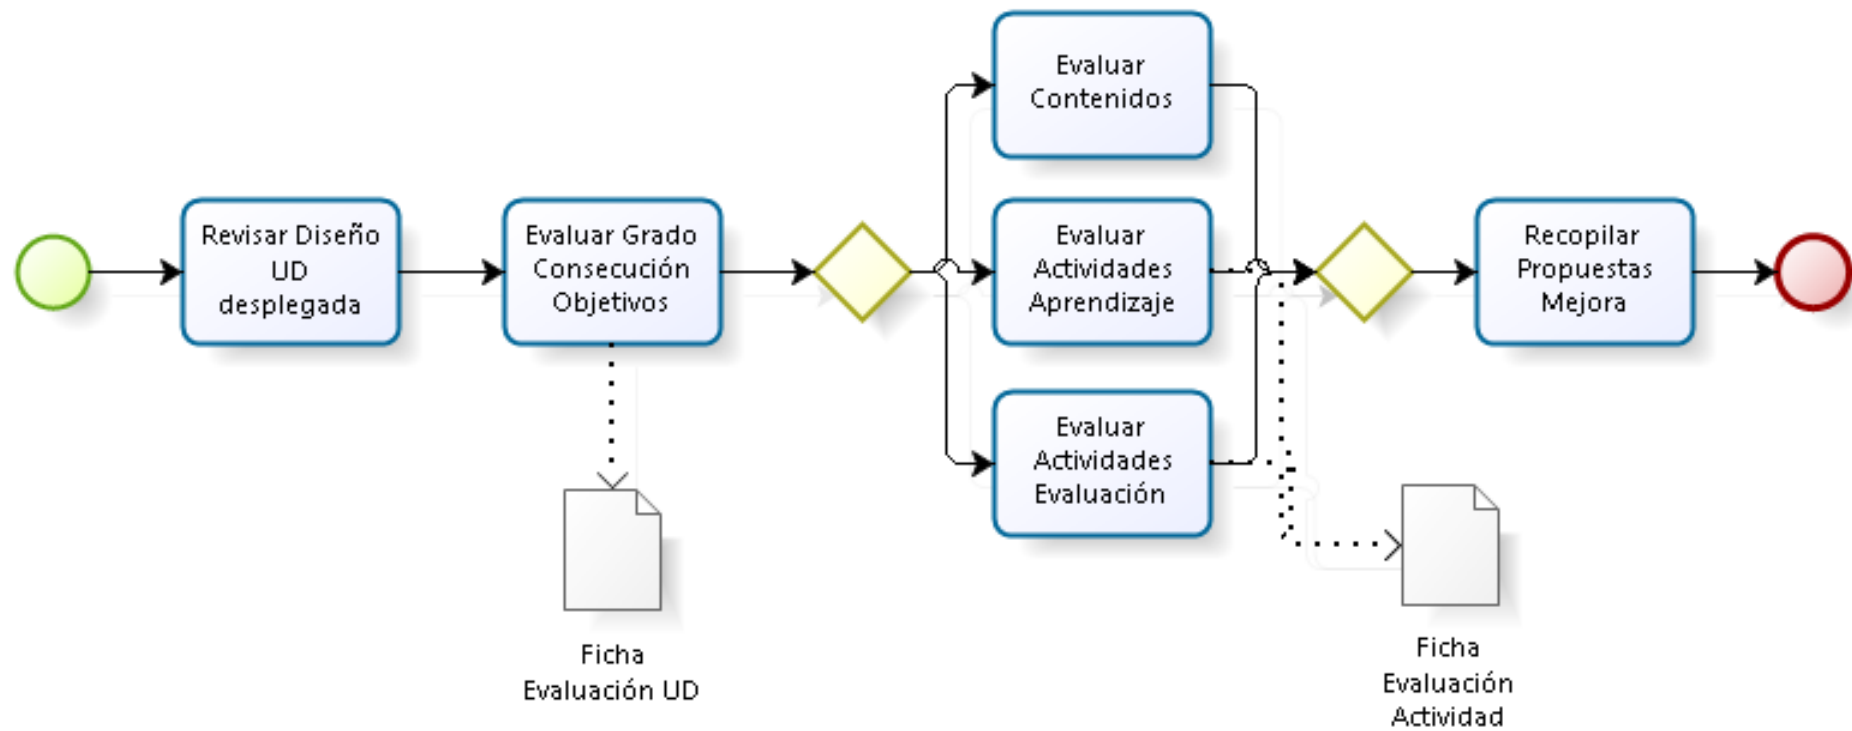 Revisar Diseño
UD
desplegada
Evaluar Grado
Consecución
Objetivos
Evaluar
Contenidos
Evaluar
Actividades
Aprendizaje
Evaluar
Actividades
Evaluación
Recopilar
Propuestas
Mejora
Ficha
Evaluación UD
Ficha
Evaluación
Actividad